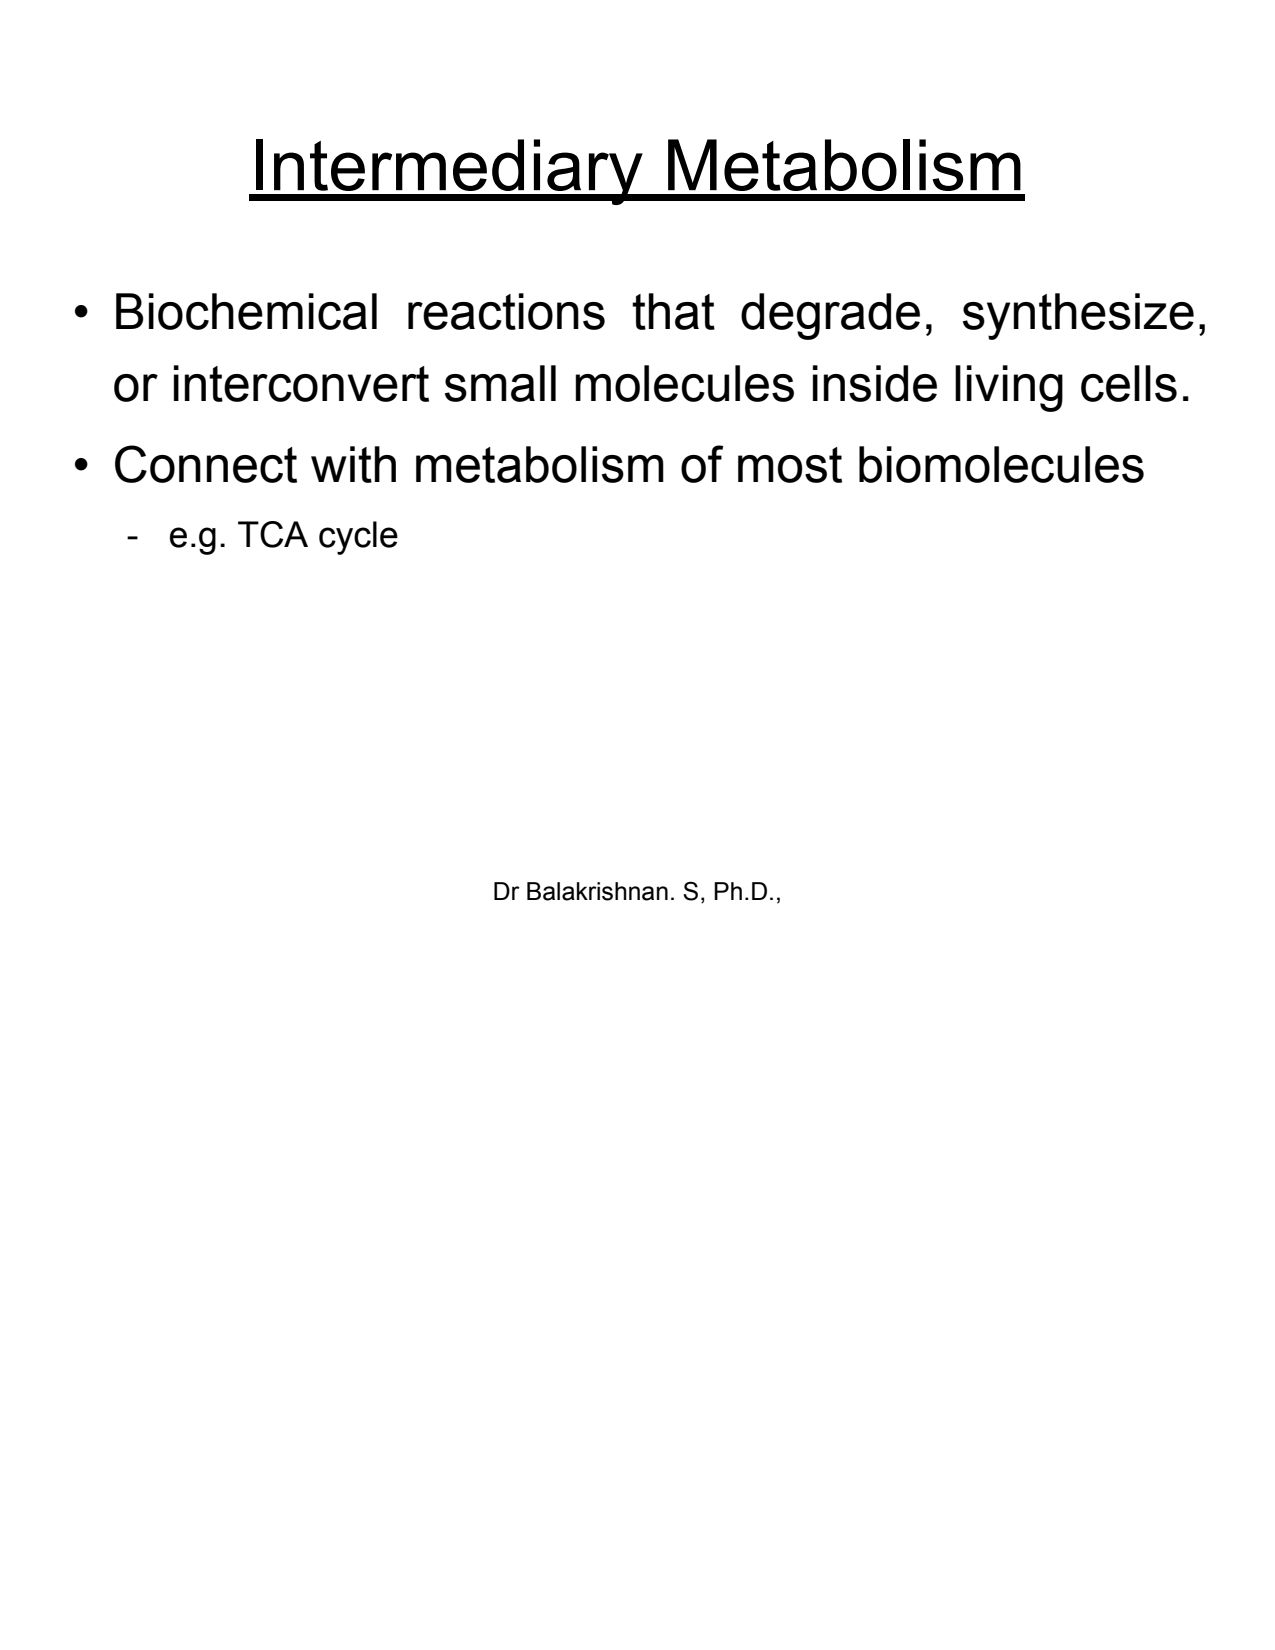 Intermediary Metabolism
• Biochemical reactions that degrade, synthesize,
or interconvert small molecules inside living cells.
• Connect with metabolism of most biomolecules
- e.g. TCA cycle
Dr Balakrishnan. S, Ph.D.,